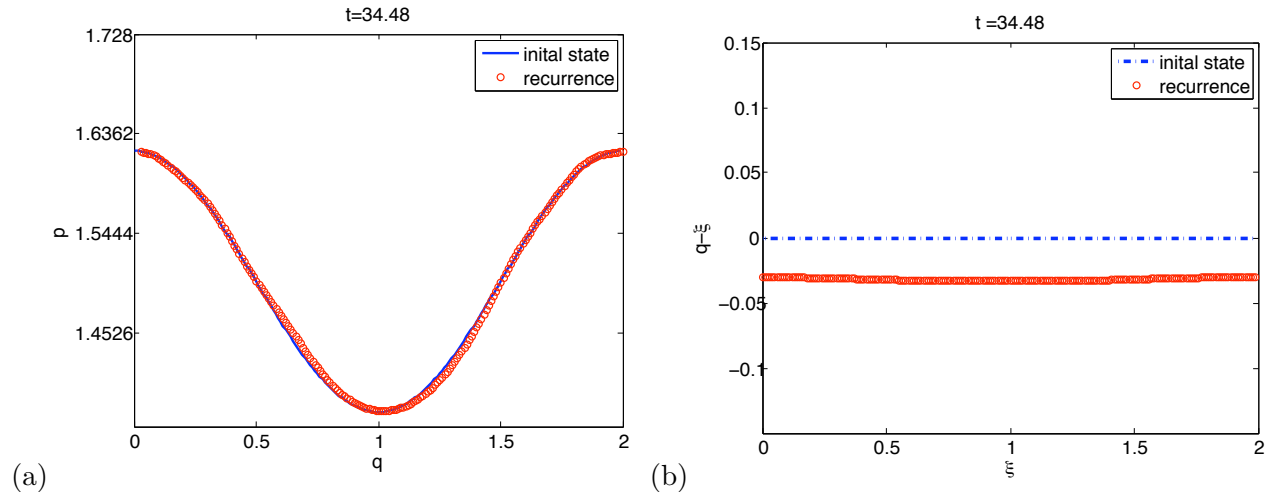 t=34.48
1.728
1.6362
1.5444
1.4526
p
0
0.5
1
1.5
2
q
inital state
recurrence
(a)
t =34.48
0.15
0.1
0.05
0
−0.05
−0.1
q−ξ
0
0.5
1
1.5
2
ξ
inital state
recurrence
(b)